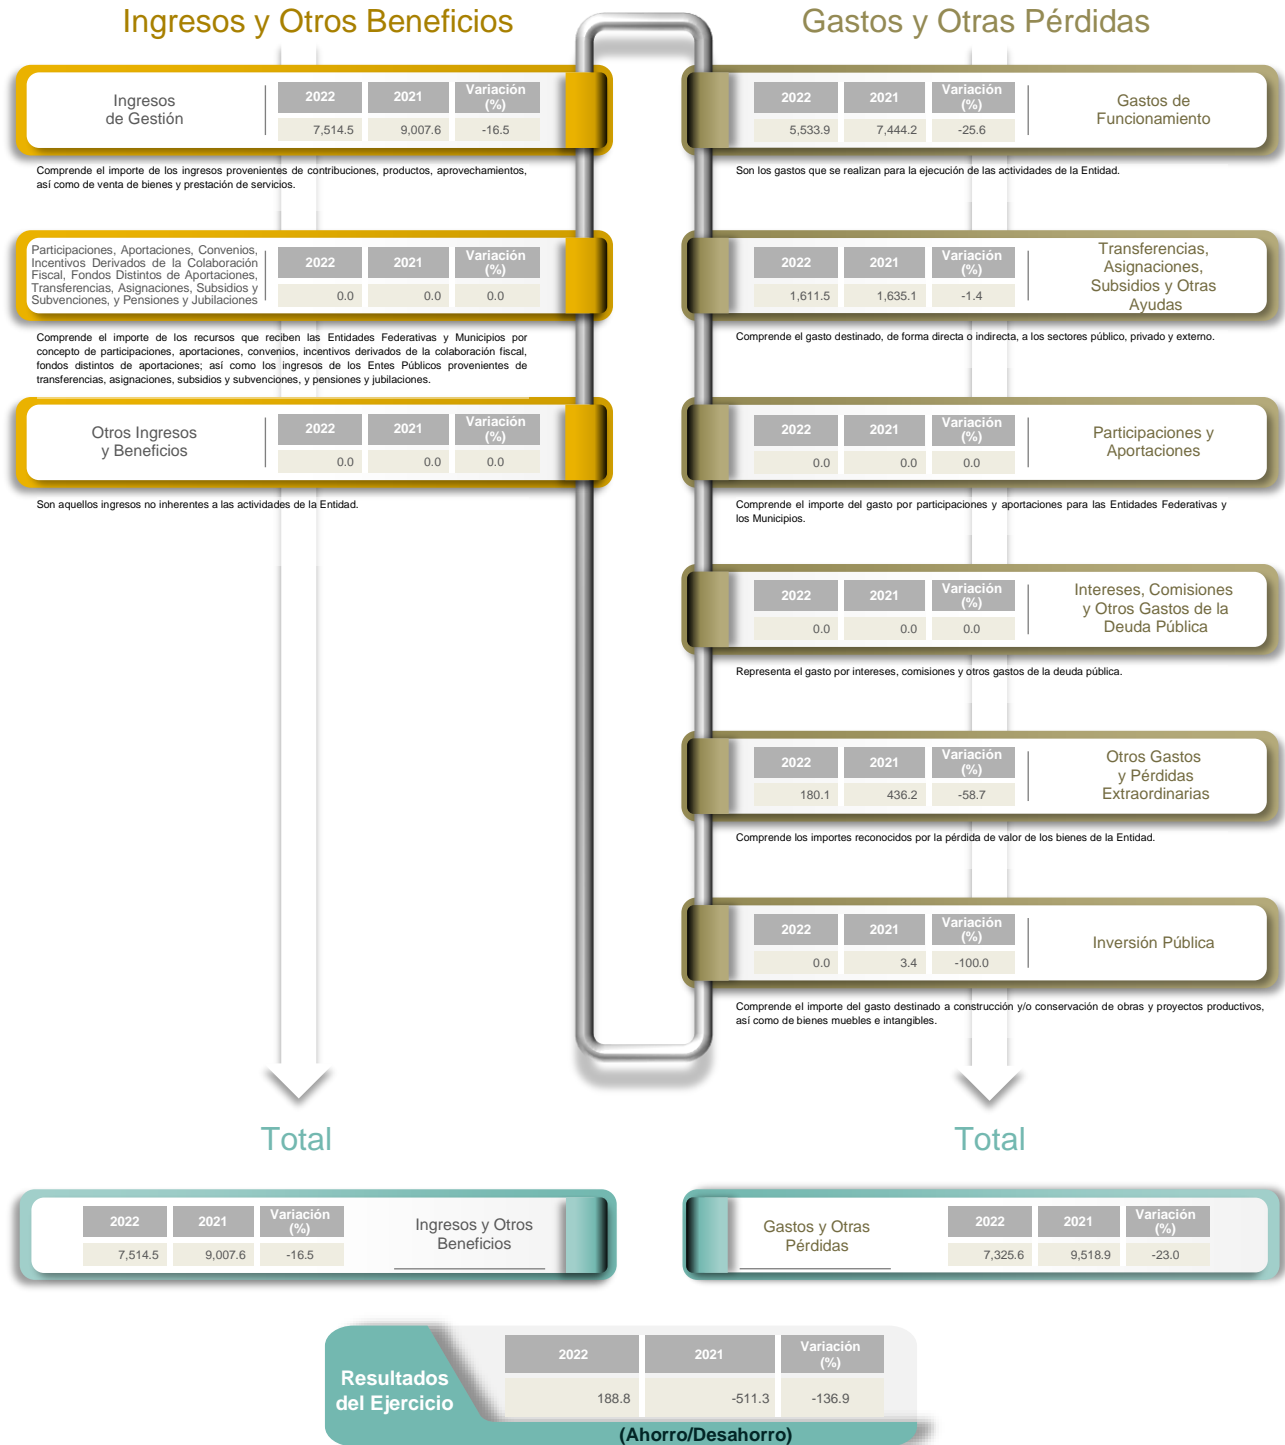 Ingresos y Otros Beneficios
Ingresos
de Gestión
2022 2021 Variación
(%)
7,514.5 9,007.6 -16.5
Comprende el importe de los ingresos provenientes de contribuciones, productos, aprovechamientos,
así como de venta de bienes y prestación de servicios.
Participaciones, Aportaciones, Convenios,
Incentivos Derivados de la Colaboración
Fiscal, Fondos Distintos de Aportaciones,
Transferencias, Asignaciones, Subsidios y
Subvenciones, y Pensiones y Jubilaciones
2022 2021 Variación
(%)
0.0 0.0 0.0
Comprende el importe de los recursos que reciben las Entidades Federativas y Municipios por
concepto de participaciones, aportaciones, convenios, incentivos derivados de la colaboración fiscal,
fondos distintos de aportaciones; así como los ingresos de los Entes Públicos provenientes de
transferencias, asignaciones, subsidios y subvenciones, y pensiones y jubilaciones.
Otros Ingresos
y Beneficios
2022 2021 Variación
(%)
0.0 0.0 0.0
Son aquellos ingresos no inherentes a las actividades de la Entidad.
Gastos y Otras Pérdidas
2022 2021 Variación
(%)
5,533.9 7,444.2 -25.6
Gastos de
Funcionamiento
Son los gastos que se realizan para la ejecución de las actividades de la Entidad.
2022 2021 Variación
(%)
1,611.5 1,635.1 -1.4
Transferencias,
Asignaciones,
Subsidios y Otras
Ayudas
Comprende el gasto destinado, de forma directa o indirecta, a los sectores público, privado y externo.
2022 2021 Variación
(%)
0.0 0.0 0.0
Participaciones y
Aportaciones
Comprende el importe del gasto por participaciones y aportaciones para las Entidades Federativas y
los Municipios.
2022 2021 Variación
(%)
0.0 0.0 0.0
Intereses, Comisiones
y Otros Gastos de la
Deuda Pública
Representa el gasto por intereses, comisiones y otros gastos de la deuda pública.
2022 2021 Variación
(%)
180.1 436.2 -58.7
Otros Gastos
y Pérdidas
Extraordinarias
Comprende los importes reconocidos por la pérdida de valor de los bienes de la Entidad.
2022 2021 Variación
(%)
0.0 3.4 -100.0
Inversión Pública
Comprende el importe del gasto destinado a construcción y/o conservación de obras y proyectos productivos,
así como de bienes muebles e intangibles.
Total
2022 2021 Variación
(%)
7,514.5 9,007.6 -16.5
Ingresos y Otros
Beneficios
Total
Gastos y Otras
Pérdidas
2022 2021 Variación
(%)
7,325.6 9,518.9 -23.0
Resultados
del Ejercicio
2022 2021 Variación
(%)
188.8 -511.3 -136.9
(Ahorro/Desahorro)